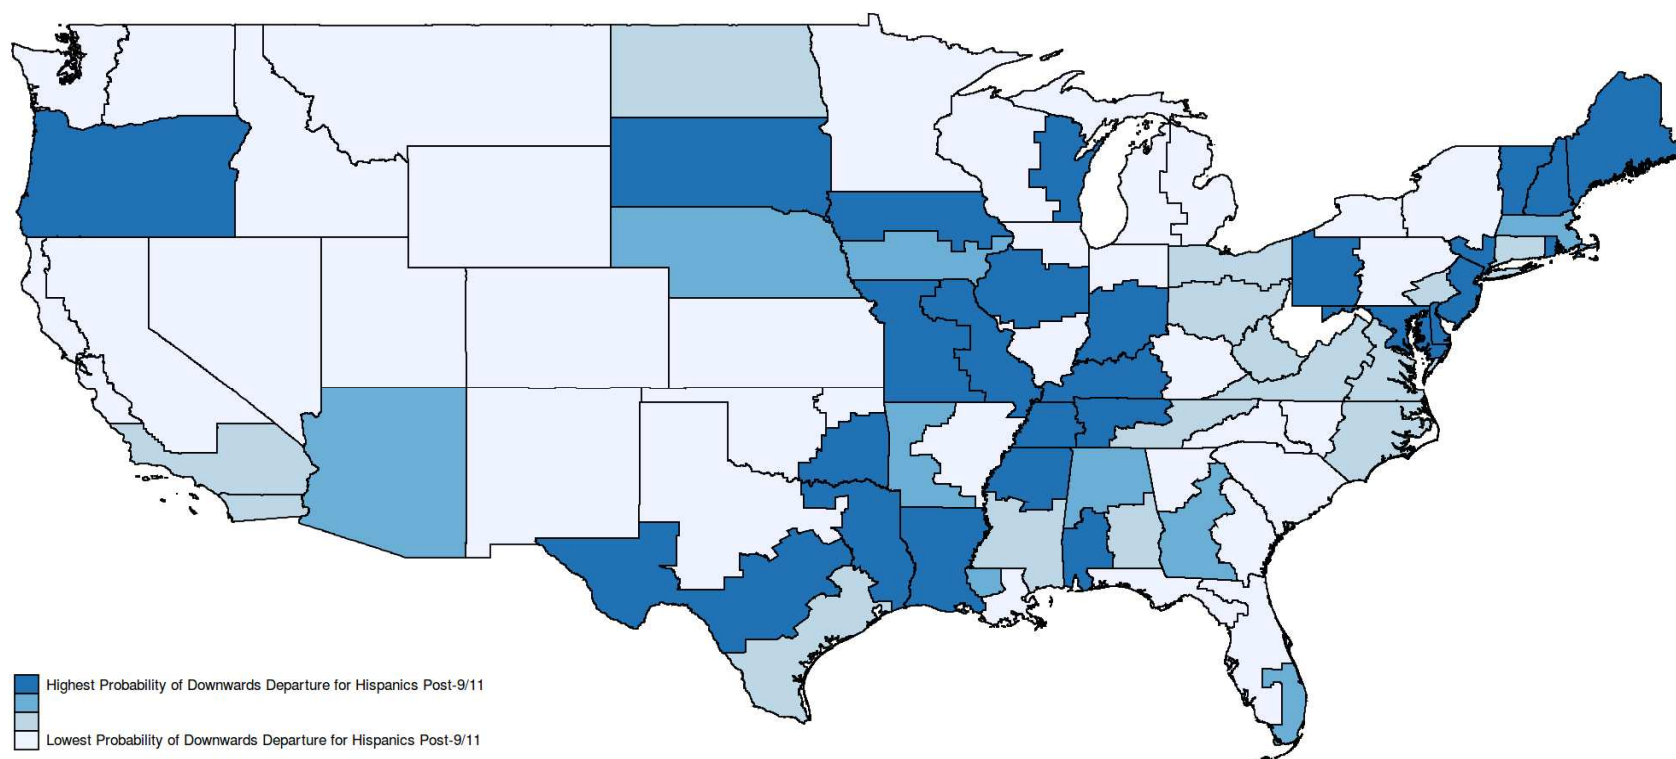 Highest Probability of Downwards Departure for Hispanics Post-9/11
Lowest Probability of Downwards Departure for Hispanics Post-9/11